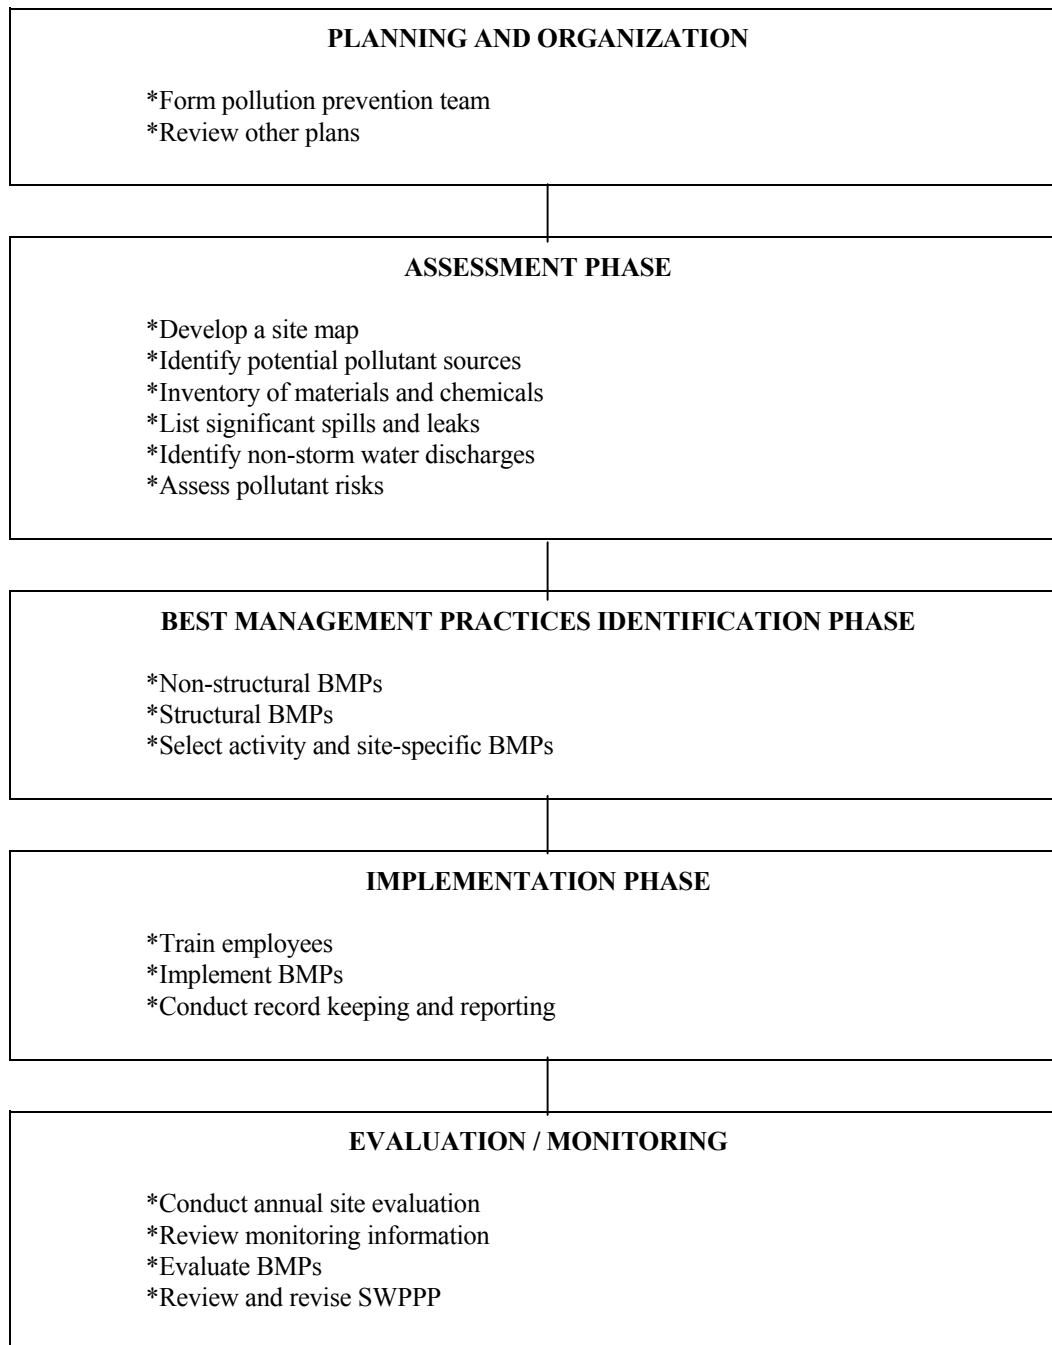 PLANNING AND ORGANIZATION
*Form pollution prevention team
*Review other plans
ASSESSMENT PHASE
*Develop a site map
*Identify potential pollutant sources
*Inventory of materials and chemicals
*List significant spills and leaks
*Identify non-storm water discharges
*Assess pollutant risks
BEST MANAGEMENT PRACTICES IDENTIFICATION PHASE
*Non-structural BMPs
*Structural BMPs
*Select activity and site-specific BMPs
IMPLEMENTATION PHASE
*Train employees
*Implement BMPs
*Conduct record keeping and reporting
EVALUATION / MONITORING
*Conduct annual site evaluation
*Review monitoring information
*Evaluate BMPs
*Review and revise SWPPP